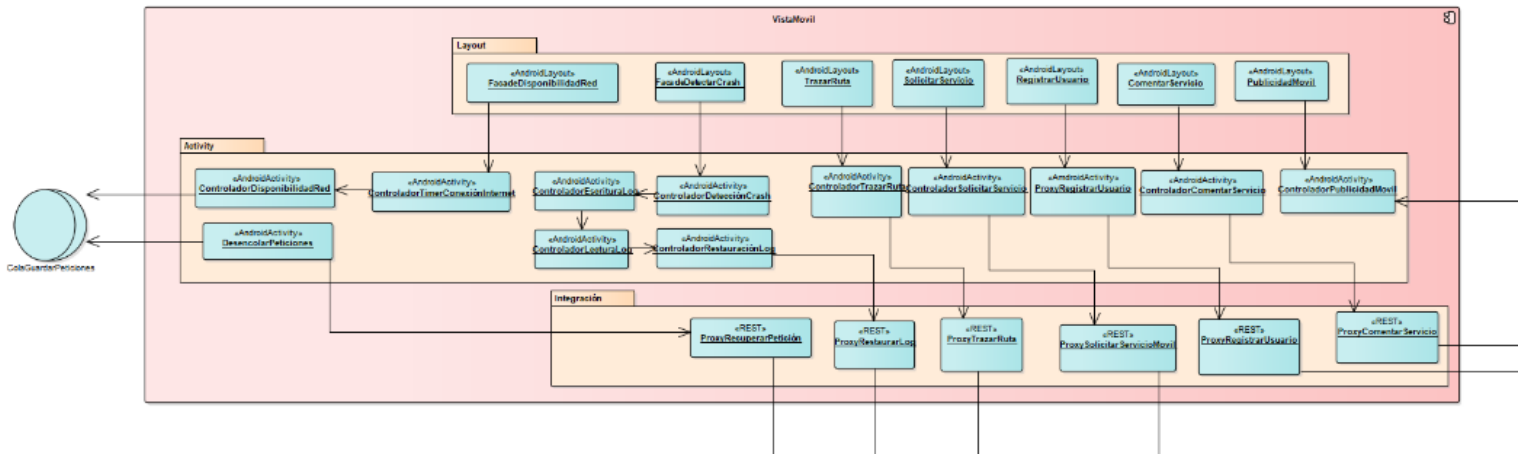 VistaMovil
Layout
«AndroidLayout»
FacadeDisponibilidadRed
«AndroidLayout»
FacadeDetectarCrash
«AndroidLayout»
TrazarRuta
«AndroidLayout»
SolicitarServicio
«AndroidLayout»
RegistrarUsuario
«AndroidLayout»
ComentarServicio
«AndroidLayout»
PublicidadMovil
Activity
«AndroidActivity»
ControladorDisponibilidadRed
«AndroidActivity»
ControladorTimerConexiónInternet
«AndroidActivity»
ControladorEscrituraLog
«AndroidActivity»
ControladorDetecciónCrash
«AndroidActivity»
ControladorTrazarRuta
«AndroidActivity»
ControladorSolicitarServicio
«AmdroidActivity»
ProxyRegistrarUsuario
«AndroidActivity»
ControladorComentarServicio
«AndroidActivity»
ControladorPublicidadMovil
«AndroidActivity»
DesencolarPeticiones
«AndroidActivity»
ControladorLecturaLog
«AndroidActivity»
ControladorRestauraciónLog
ColaGuardarPeticiones
Integración
«REST»
ProxyRecuperarPetición
«REST»
ProxyRestaurarLog
«REST»
ProxyTrazarRuta
«REST»
ProxySolicitarServicioMovil
«REST»
ProxyRegistrarUsuario
«REST»
ProxyComentarServicio